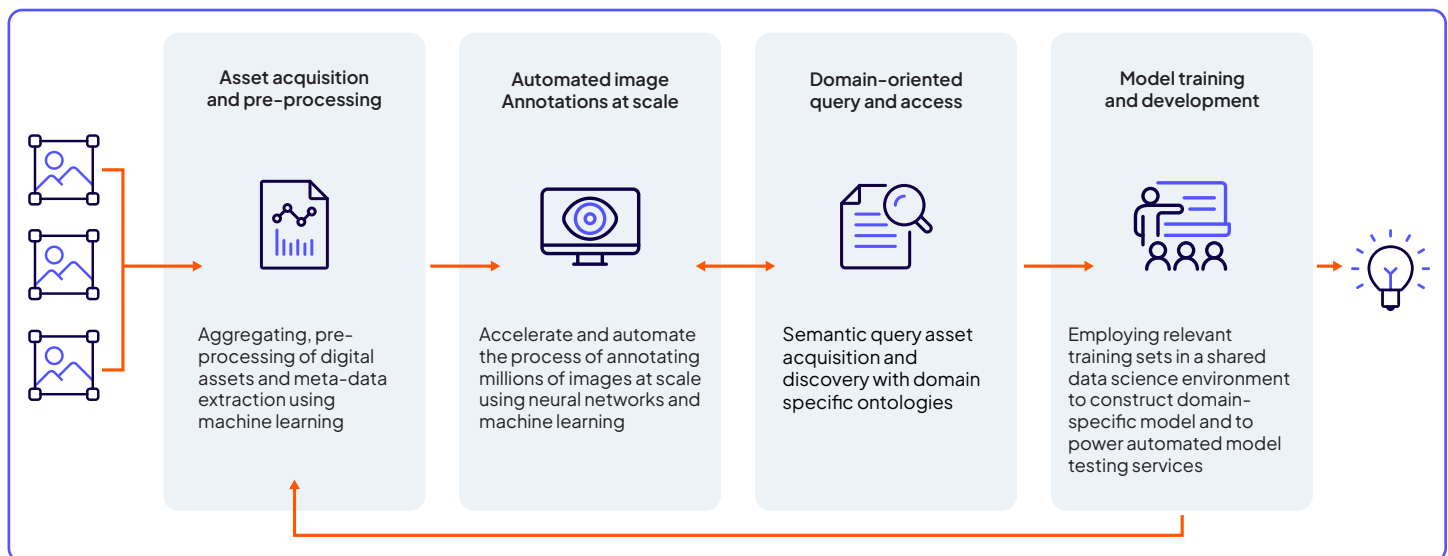 Asset acquisition
and pre-processing
Aggregating, pre-
processing of digital
assets and meta-data
extraction using
machine learning
Automated image
Annotations at scale
Accelerate and automate
the process of annotating
millions of images at scale
using neural networks and
machine learning
Domain-oriented
query and access
Semantic query asset
acquisition and
discovery with domain
specific ontologies
Model training
and development
Employing relevant
training sets in a shared
data science environment
to construct domain-
specific model and to
power automated model
testing services